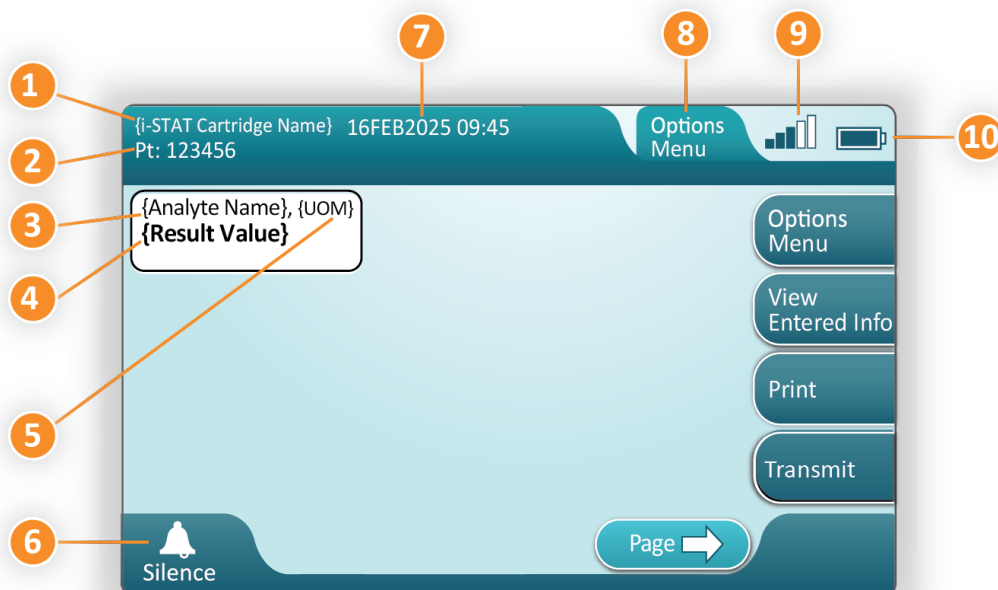 7
8
9
1
{i-STAT Cartridge Name} 16FEB2025 09:45
Options
Menu
10
2
Pt: 123456
3
{Analyte Name}, {UOM}
{Result Value}
Options
Menu
4
View
Entered Info
Print
5
Transmit
6
Silence
Page